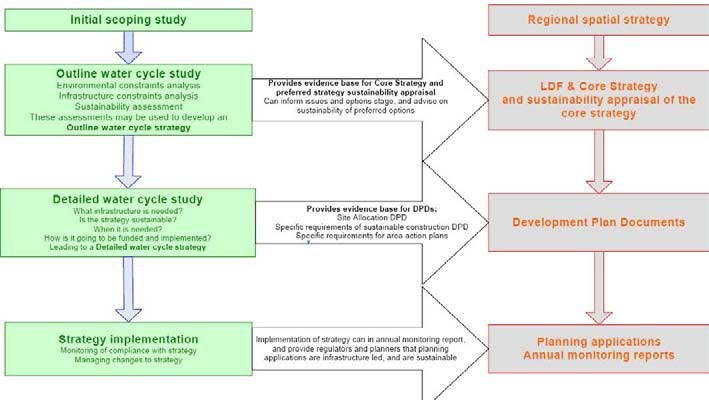 Initial scoping study
Regional spatial strategy
Outline water cycle study
Environmental constraints analysis
Infrastructure constraints analysis
Sustainability assessment
These assessments may be used to develop an
Outline water cycle strategy
Provides evidence base for Core Strategy and
preferred strategy sustainability appraisal
Can inform issues and options stage, and advise on
sustainability of preferred options
LDF & Core Strategy
and sustainability appraisal of the
core strategy
Detailed water cycle study
What infrastructure is needed?
Is the strategy sustainable?
When it is needed?
How is it going to be funded and implemented?
Leading to a Detailed water cycle strategy
Provides evidence base for DPDs:
Site Allocation DPD
Specific requirements of sustainable construction DPD
Specific requirements for area action plans
Development Plan Documents
Strategy implementation
Monitoring of compliance with strategy
Managing changes to strategy
Implementation of strategy can in annual monitoring report,
and provide regulators and planners that planning
applications are infrastructure led, and are sustainable
Planning applications
Annual monitoring reports